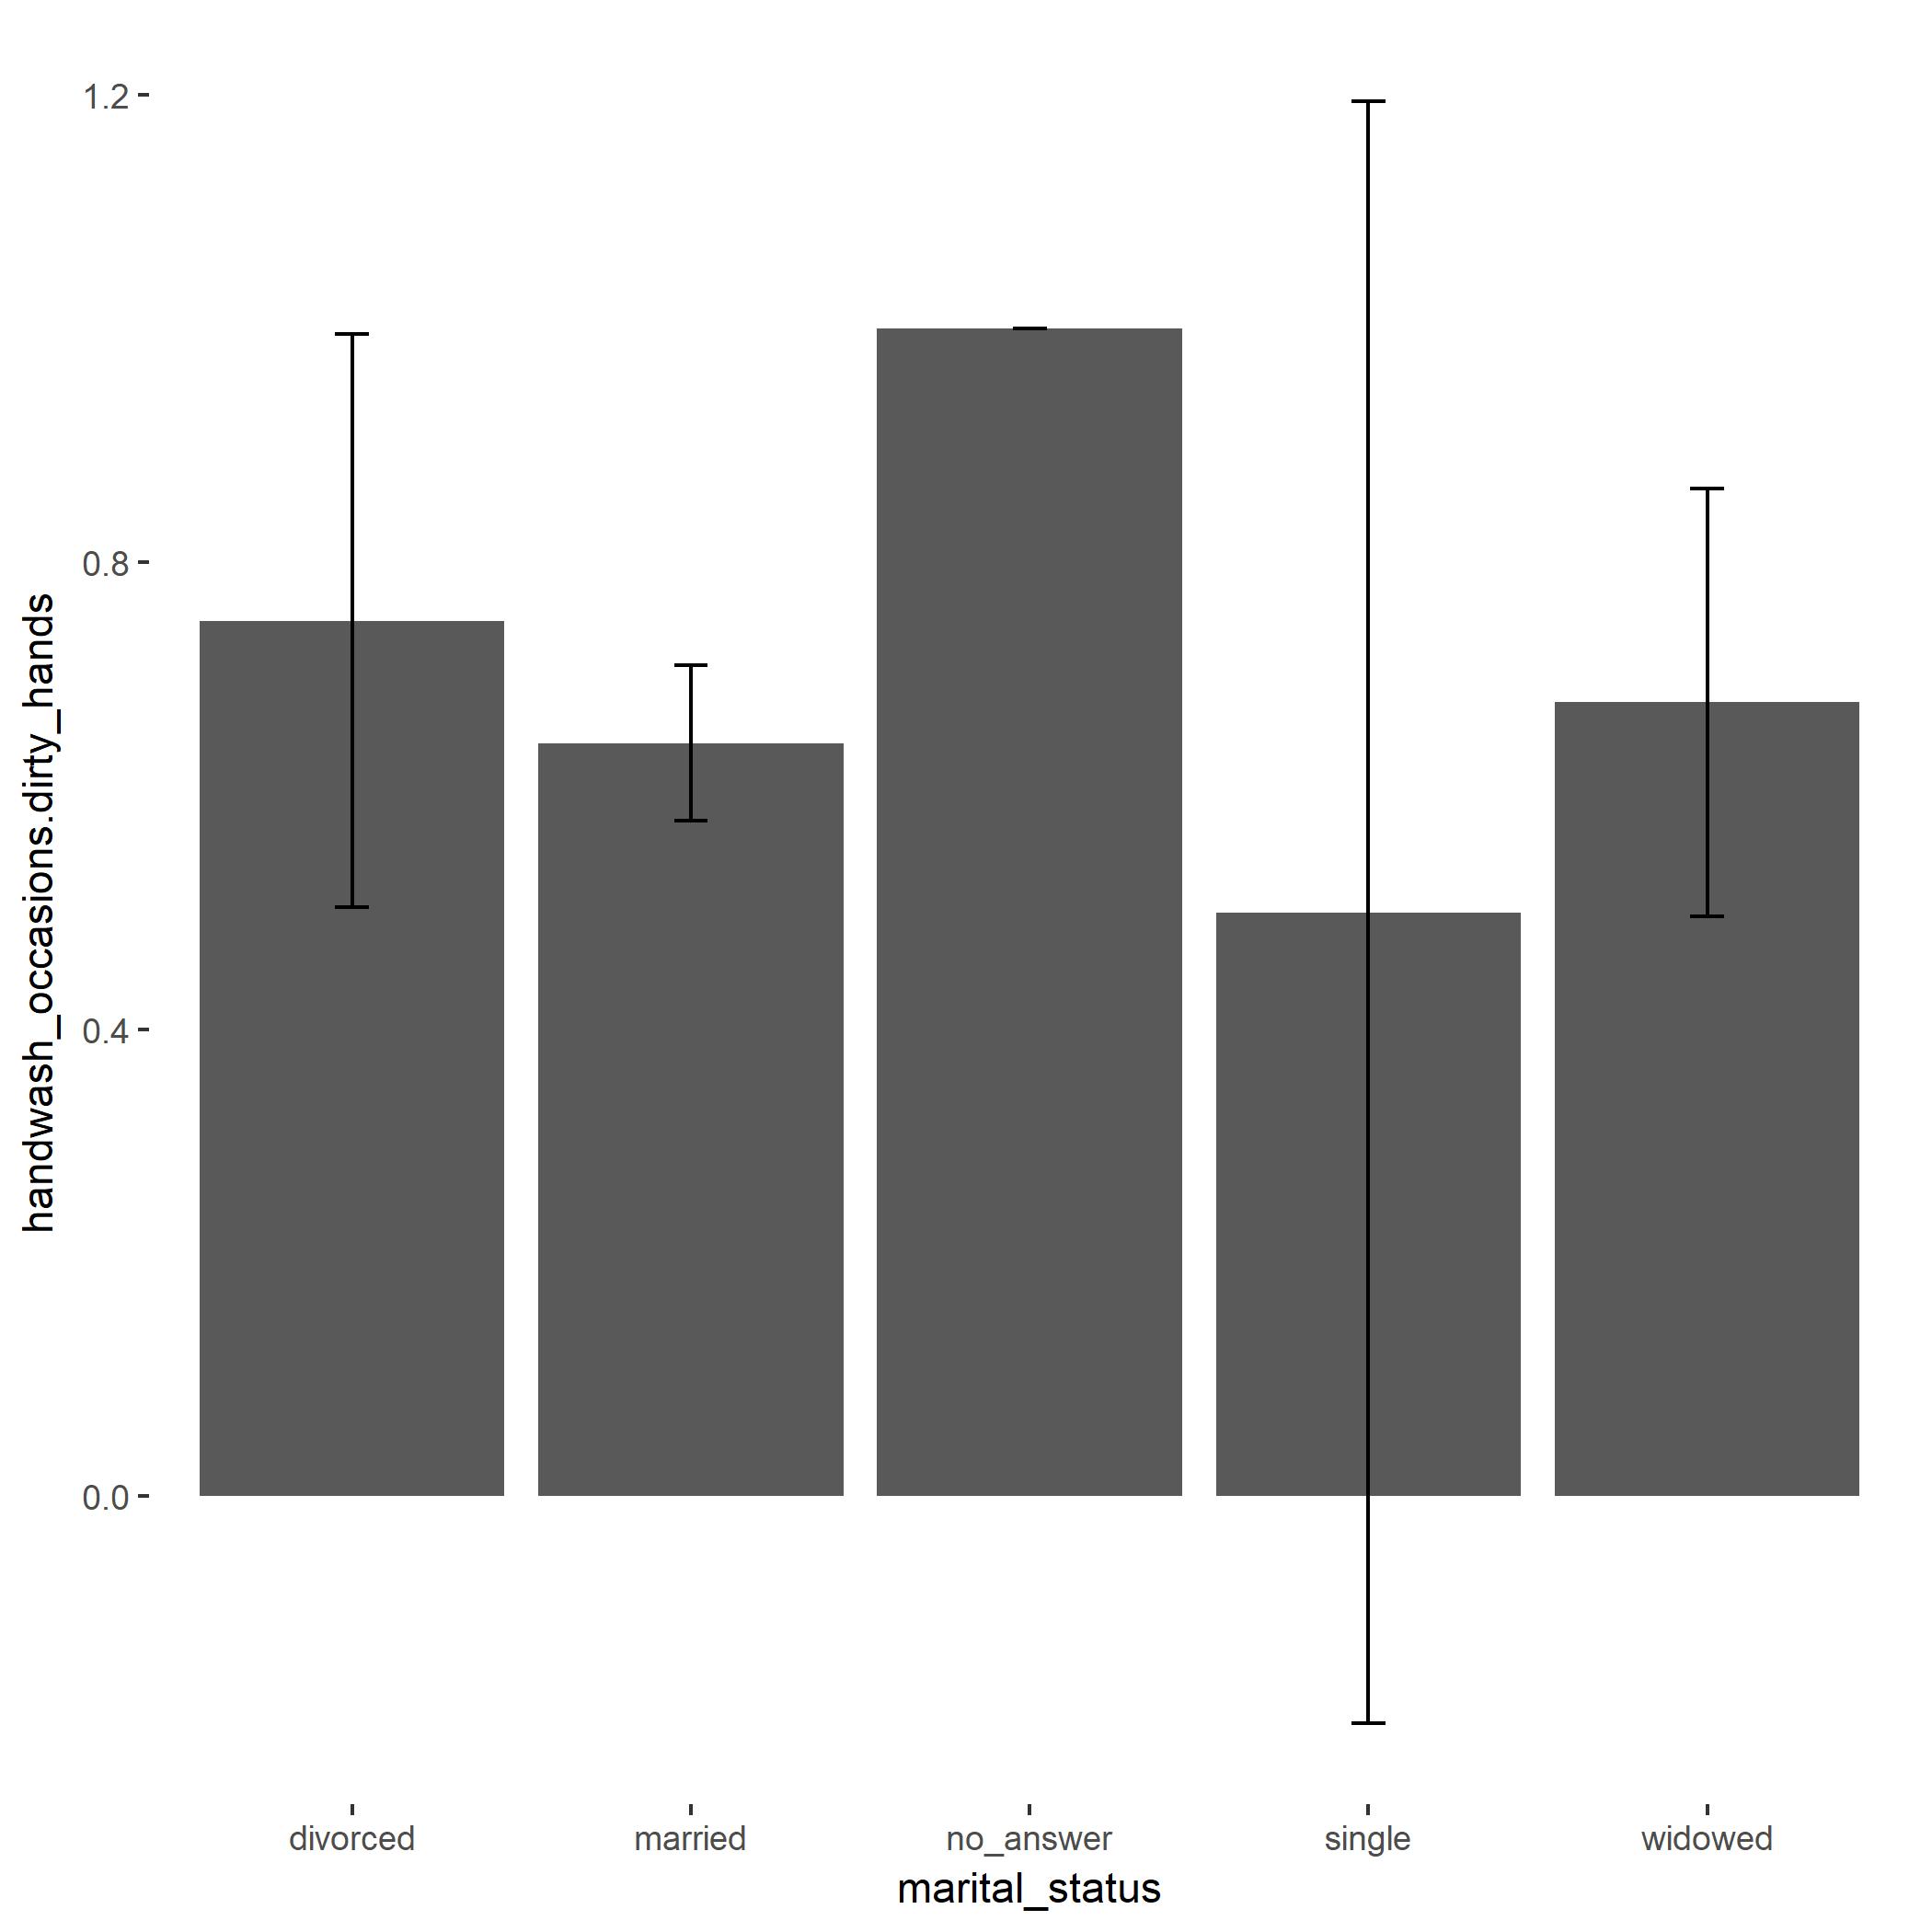 1.2
0.8
0.4
0.0
handwash_occasions.dirty_hands
divorced married no_answer single widowed
marital_status